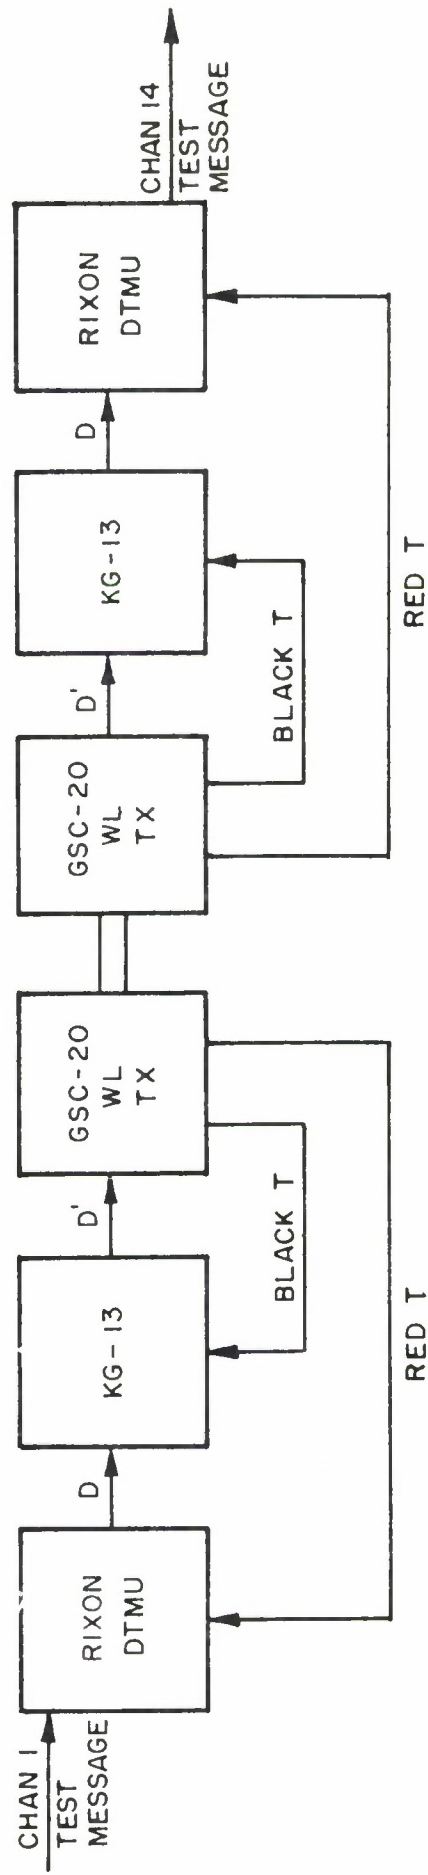 CHAN 1
TEST
MESSAGE
RIXON
DTMU
D
KG-13
D'
GSC-20
WL
TX
BLACK T
RED T
GSC-20
WL
TX
D'
KG-13
D
RIXON
DTMU
BLACK T
RED T
CHAN 14
TEST
MESSAGE